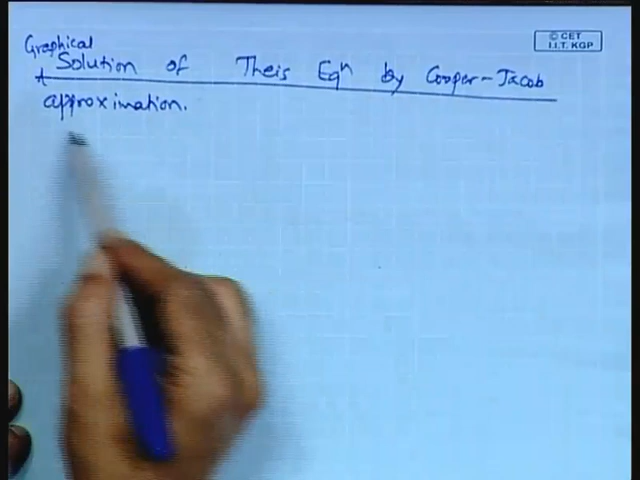 Graphical
Solution of Theis Eqⁿ by Cooper-Jacob
approximation.
© CET
I.I.T. KGP